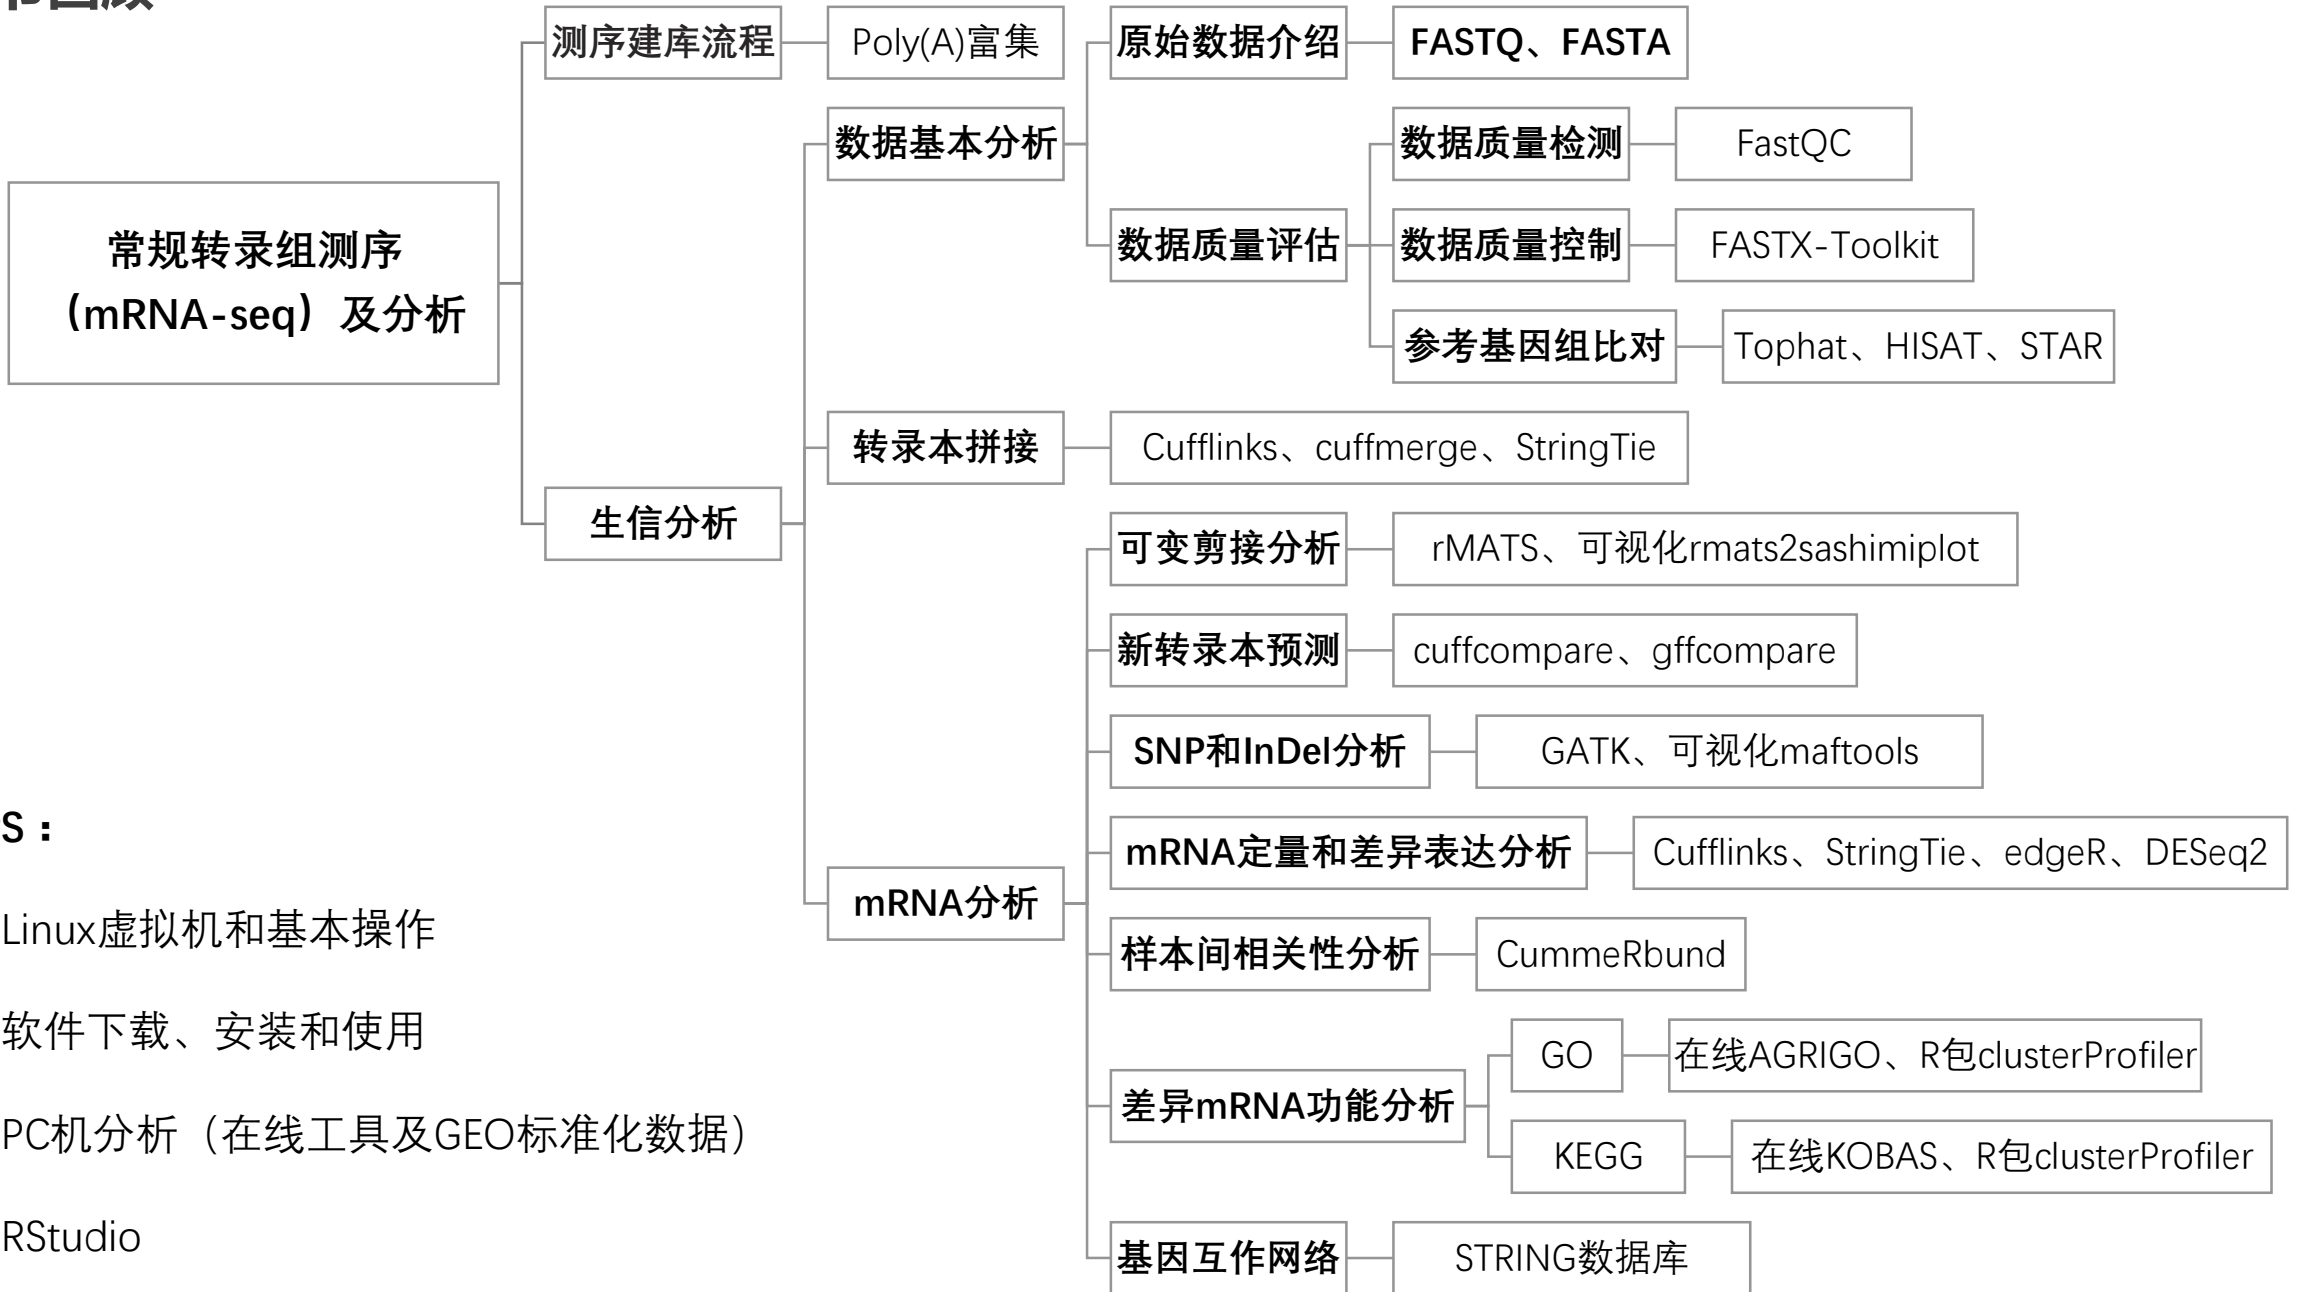 节回顾
常规转录组测序
（mRNA-seq）及分析
测序建库流程
Poly(A)富集
生信分析
数据基本分析
原始数据介绍
FASTQ、FASTA
数据质量评估
数据质量检测
FastQC
数据质量控制
FASTX-Toolkit
参考基因组比对
Tophat、HISAT、STAR
转录本拼接
Cufflinks、cuffmerge、StringTie
mRNA分析
可变剪接分析
rMATS、可视化rmats2sashimiplot
新转录本预测
cuffcompare、gffcompare
SNP和InDel分析
GATK、可视化maftools
mRNA定量和差异表达分析
Cufflinks、StringTie、edgeR、DESeq2
样本间相关性分析
CummeRbund
差异mRNA功能分析
GO
在线AGRIGO、R包clusterProfiler
KEGG
在线KOBAS、R包clusterProfiler
基因互作网络
STRING数据库
S：
Linux虚拟机和基本操作
软件下载、安装和使用
PC机分析（在线工具及GEO标准化数据）
RStudio